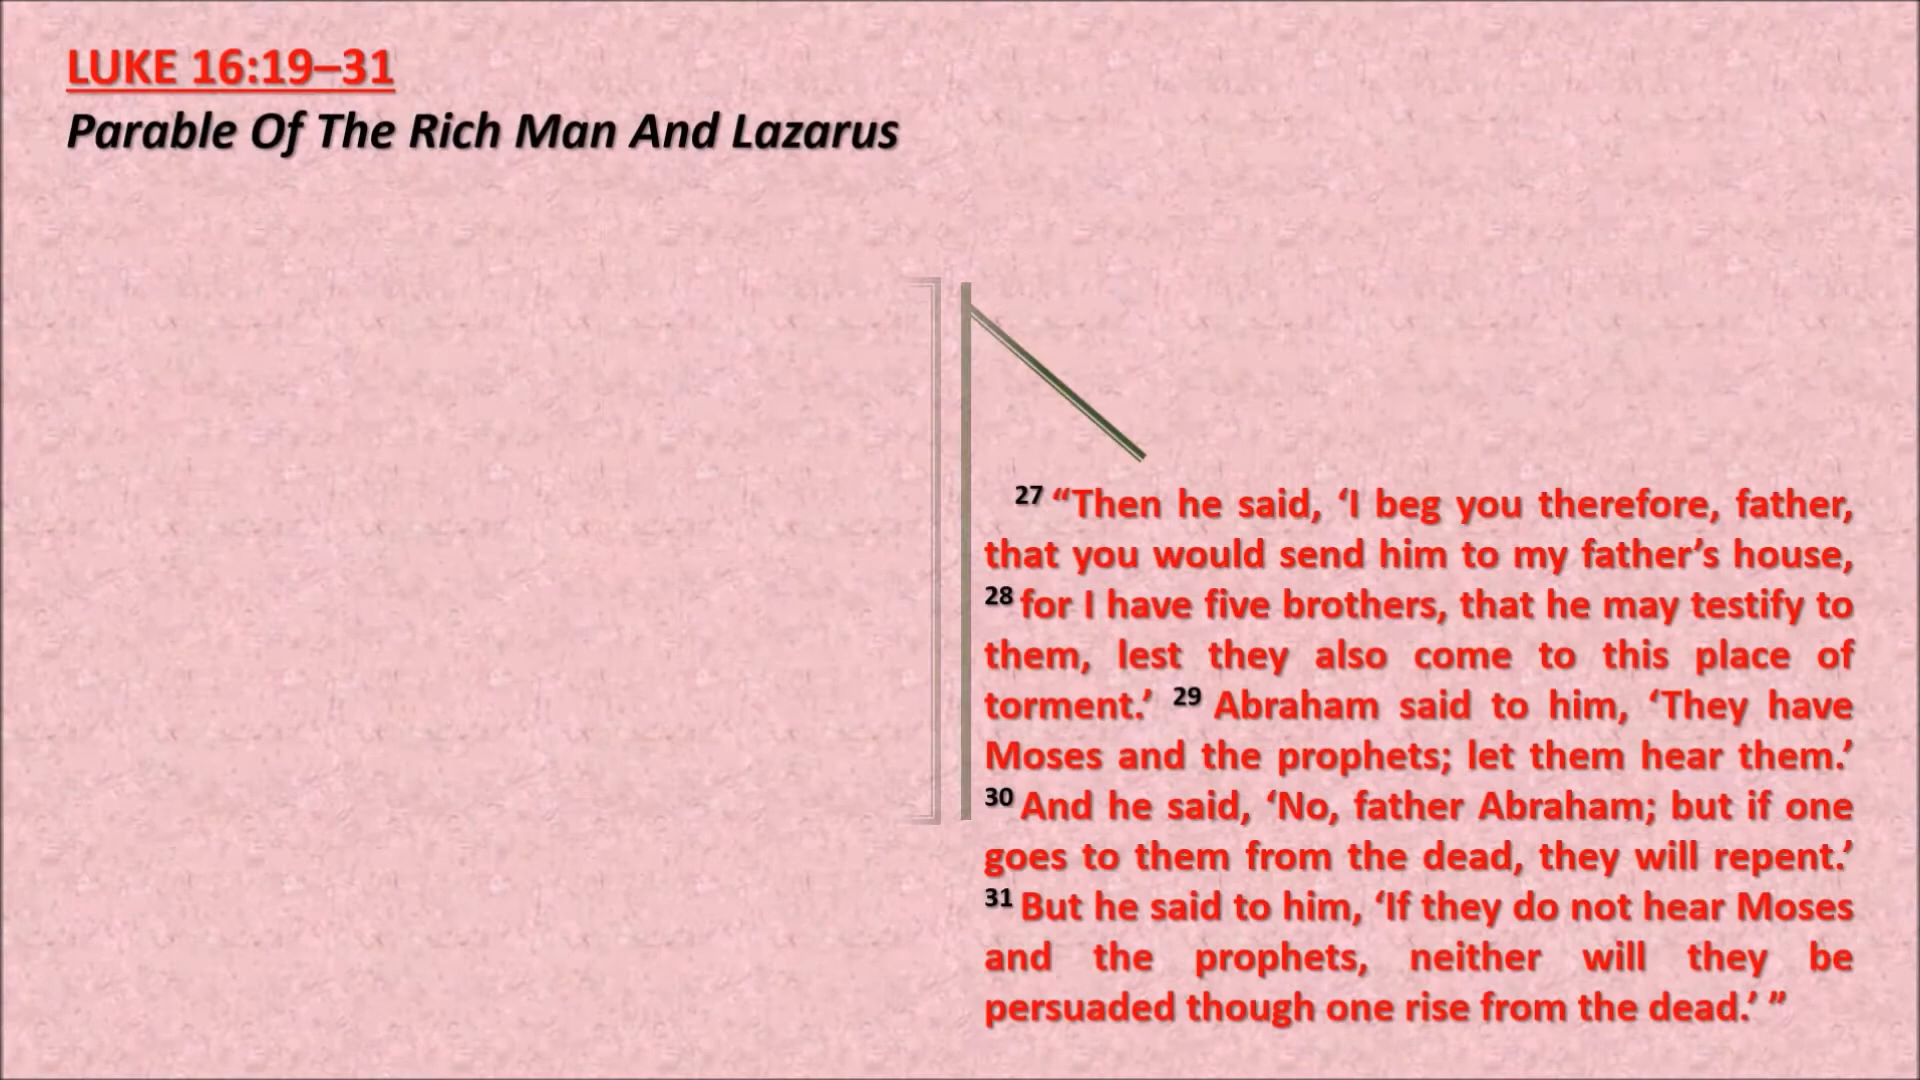 LUKE 16:19–31
Parable Of The Rich Man And Lazarus
27 “Then he said, ‘I beg you therefore, father,
that you would send him to my father’s house,
28 for I have five brothers, that he may testify to
them, lest they also come to this place of
torment.’ 29 Abraham said to him, ‘They have
Moses and the prophets; let them hear them.’
30 And he said, ‘No, father Abraham; but if one
goes to them from the dead, they will repent.’
31 But he said to him, ‘If they do not hear Moses
and the prophets, neither will they be
persuaded though one rise from the dead.’ ”